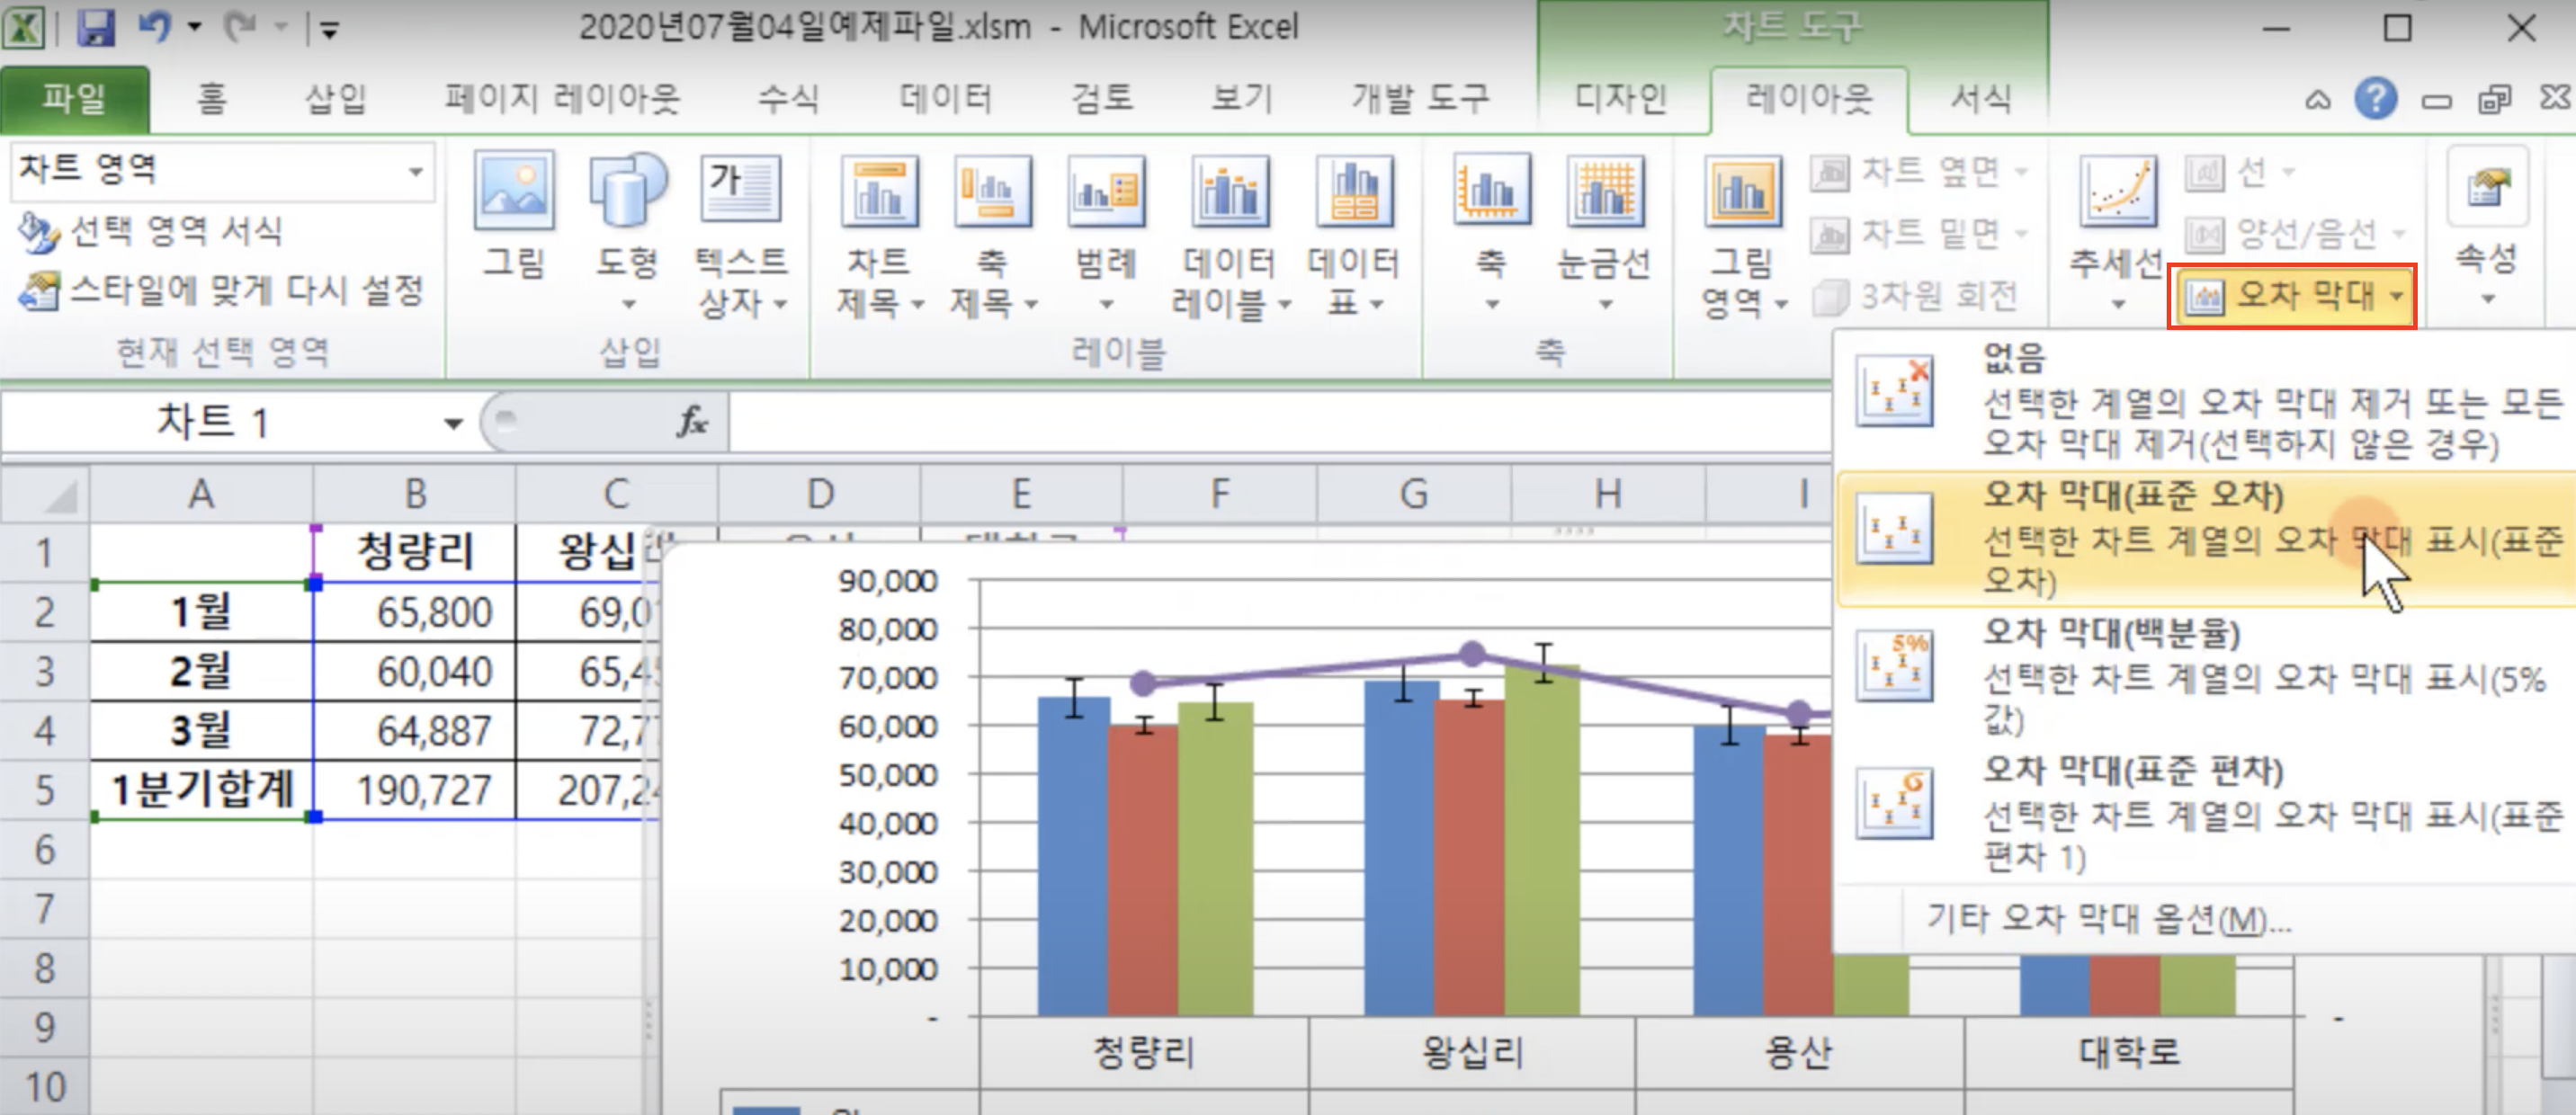 2020년07월04일예제파일.xlsm - Microsoft Excel
차트 도구
파일 홈 삽입 페이지 레이아웃 수식 데이터 검토 보기 개발 도구 디자인 레이아웃 서식
차트 영역
선택 영역 서식
스타일에 맞게 다시 설정
현재 선택 영역
그림
도형
텍스트
상자
삽입
차트
제목
축
제목
범례
데이터
레이블
데이터
표
레이블
축
눈금선
축
그림
영역
차트 옆면
차트 밑면
3차원 회전
추세선
선
양선/음선
오차 막대
속성
없음
선택한 계열의 오차 막대 제거 또는 모든
오차 막대 제거(선택하지 않은 경우)
오차 막대(표준 오차)
선택한 차트 계열의 오차 막대 표시(표준
오차)
5%
오차 막대(백분율)
선택한 차트 계열의 오차 막대 표시(5%
값)
오차 막대(표준 편차)
선택한 차트 계열의 오차 막대 표시(표준
편차 1)
기타 오차 막대 옵션(M)...
차트 1
fx
A B C D E F G H I
1 청량리 왕십
2 1월 65,800 69,0
3 2월 60,040 65,4
4 3월 64,887 72,7
5 1분기합계 190,727 207,2
6
7
8
9
10
90,000
80,000
70,000
60,000
50,000
40,000
30,000
20,000
10,000
-
-
청량리 왕십리 용산 대학로